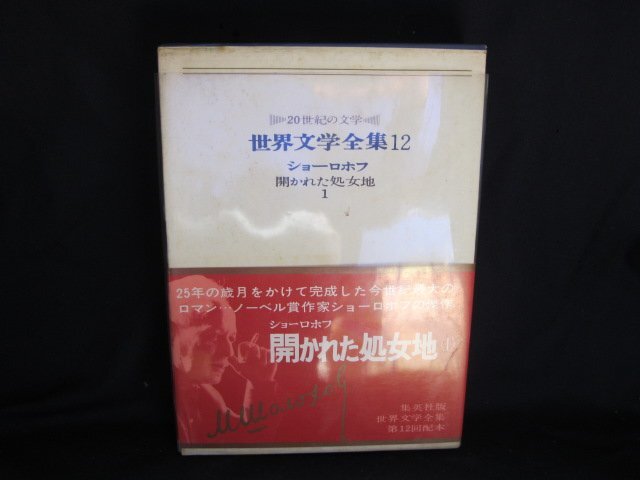 20世紀の文学
世界文学全集12
ショーロホフ
開かれた処女地
1
25年の歳月をかけて完成した今世紀最大の
ロマン…ノーベル賞作家ショーロホフの傑作
ショーロホフ
開かれた処女地(1)
М Шолохов
集英社版
世界文学全集
第12回配本